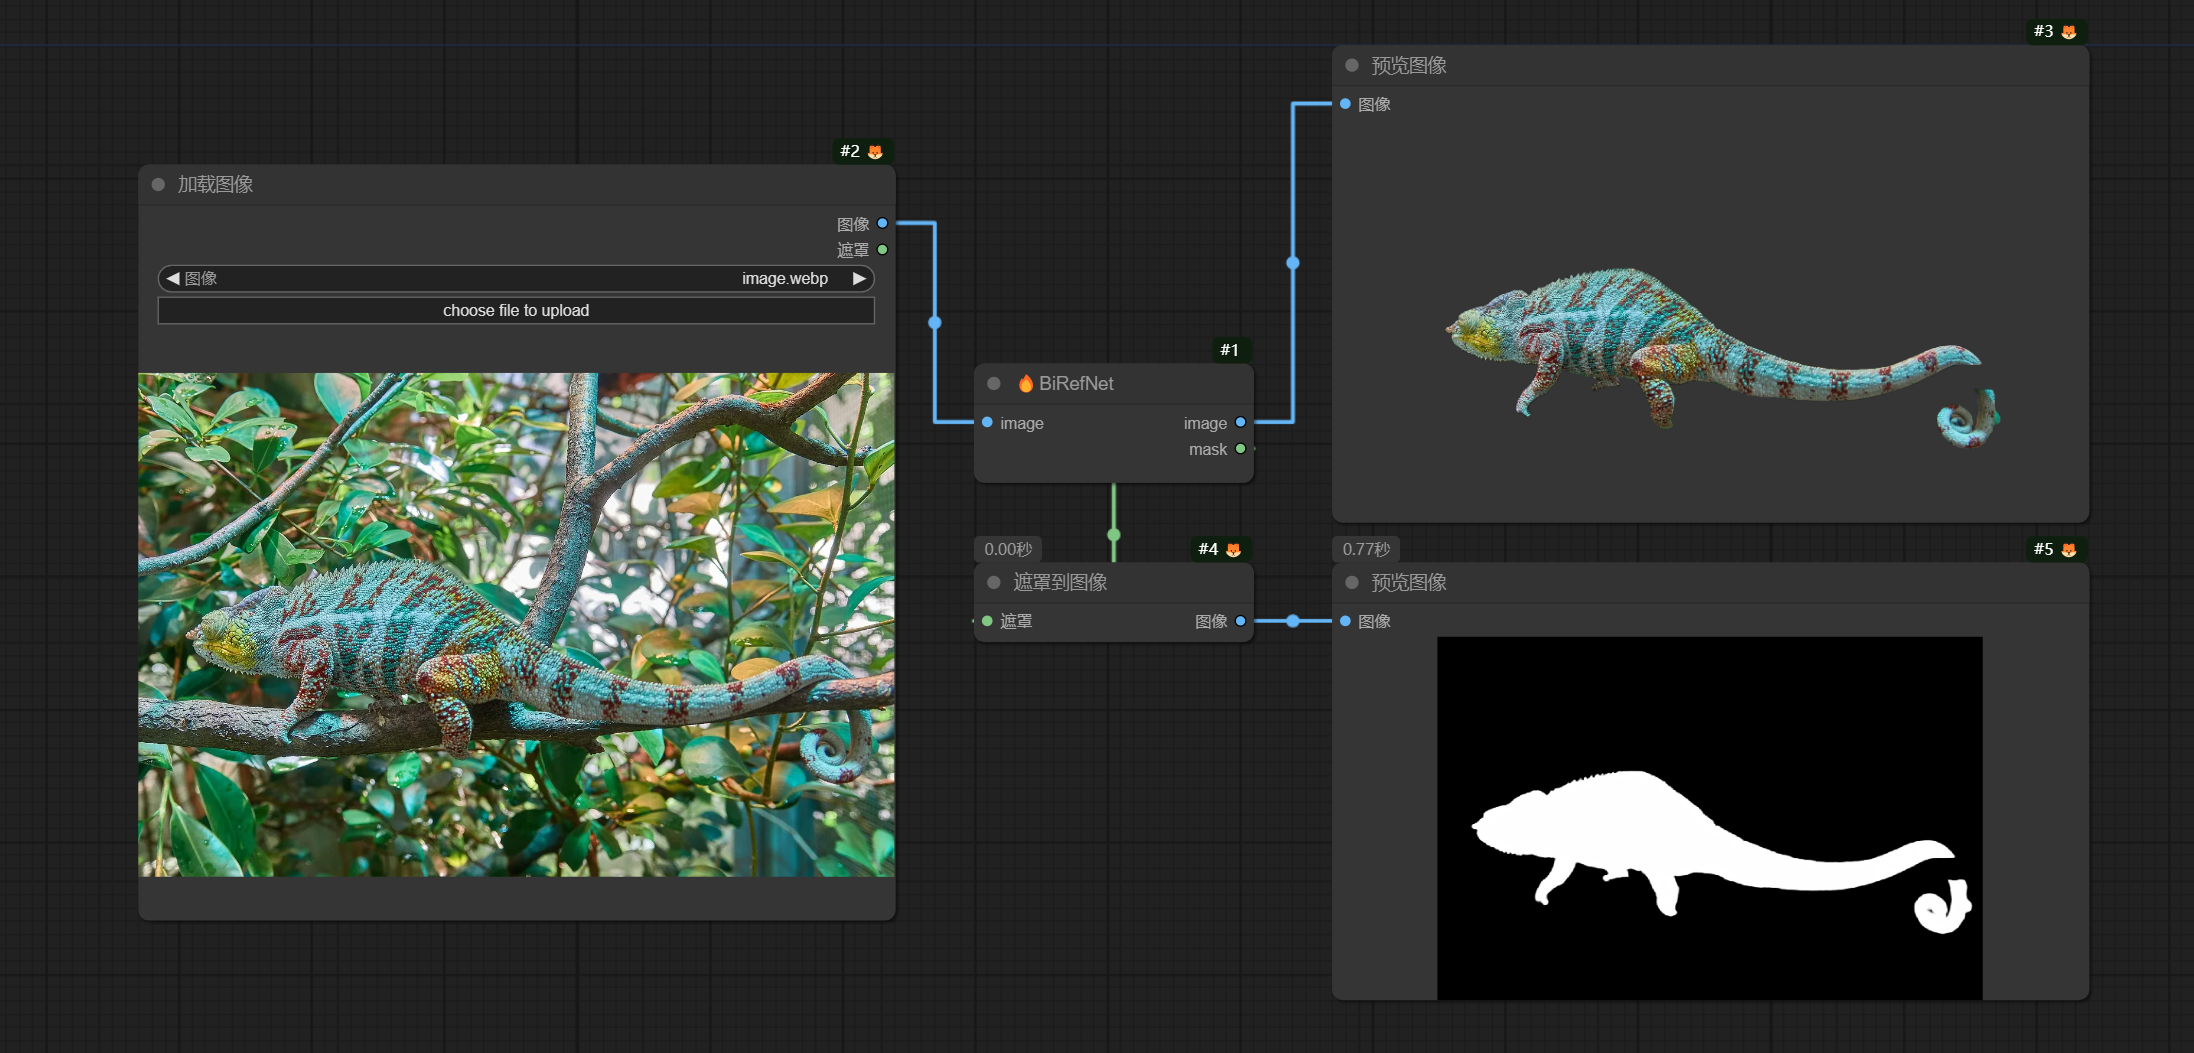 #2
加载图像
图像
遮罩
图像 image.webp
choose file to upload
#1
BiRefNet
image image
mask
0.00秒 #4
遮罩到图像
遮罩 图像
#3
预览图像
图像
0.77秒 #5
预览图像
图像